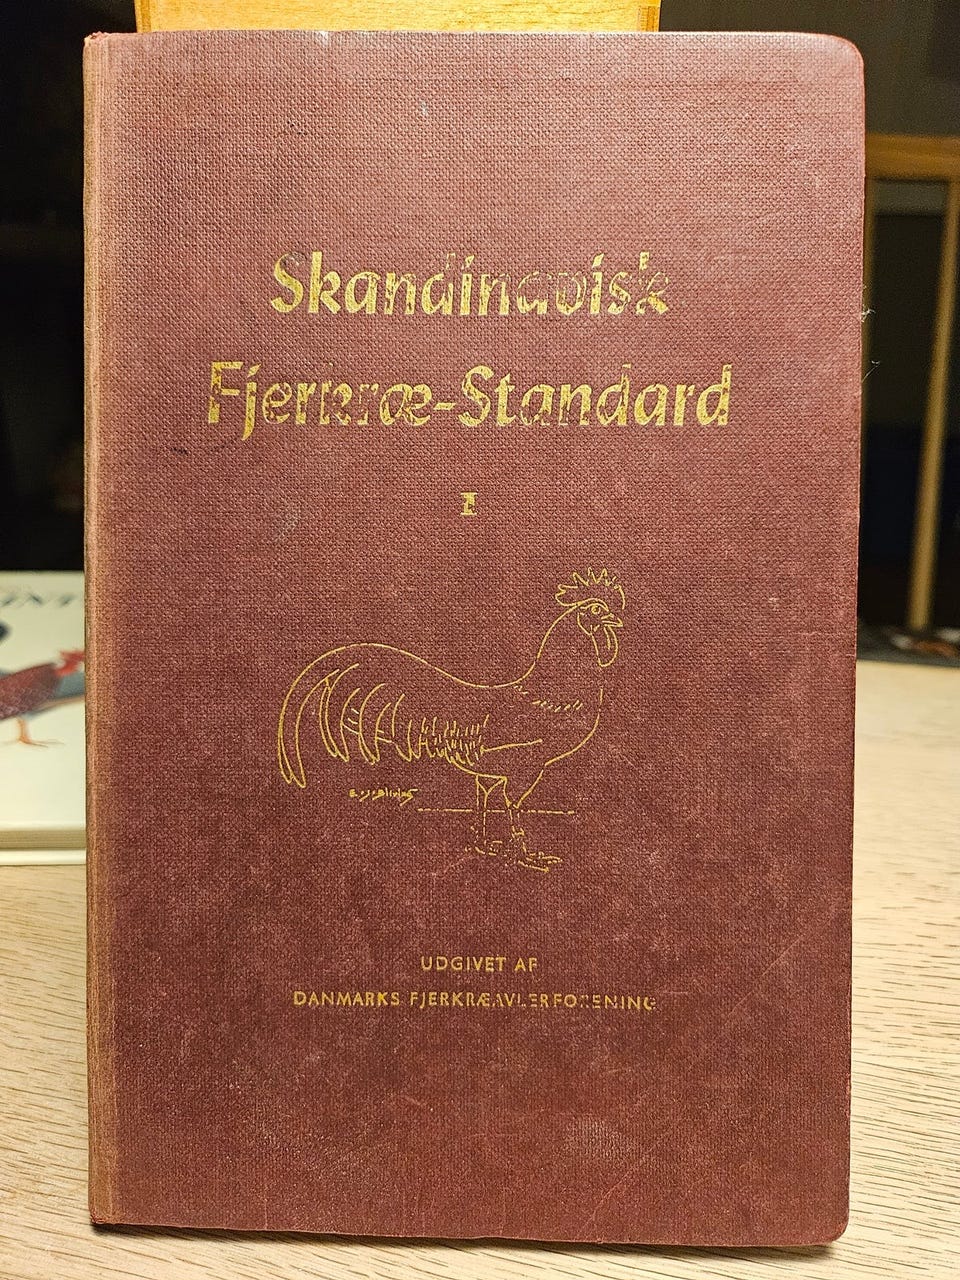 Skandinavisk
Fjerkræ-Standard
I
UDGIVET AF
DANMARKS FJERKRÆAVLERFORENING